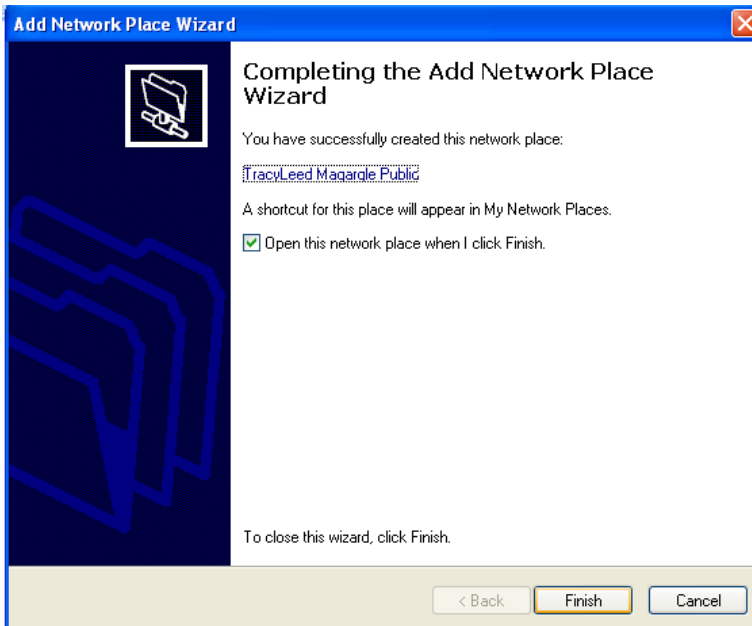 Add Network Place Wizard
Completing the Add Network Place
Wizard
You have successfully created this network place:
TracyLeed Magargle Public
A shortcut for this place will appear in My Network Places.
Open this network place when I click Finish.
To close this wizard, click Finish.
< Back
Finish
Cancel